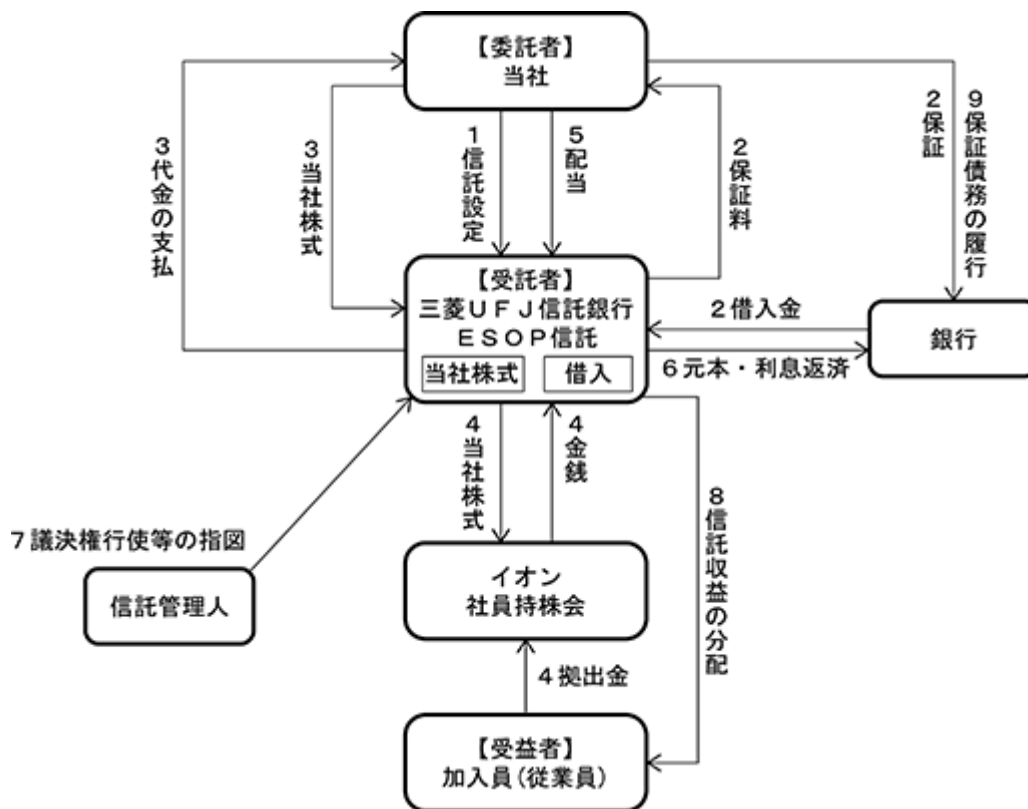 【委託者】
当社
３代金の支払
３当社株式
１信託設定
５配当
２保証料
２保証
９保証債務の履行
【受託者】
三菱ＵＦＪ信託銀行
ＥＳＯＰ信託
当社株式
借入
２借入金
６元本・利息返済
銀行
４当社株式
４金銭
８信託収益の分配
７議決権行使等の指図
信託管理人
イオン
社員持株会
４拠出金
【受益者】
加入員(従業員)